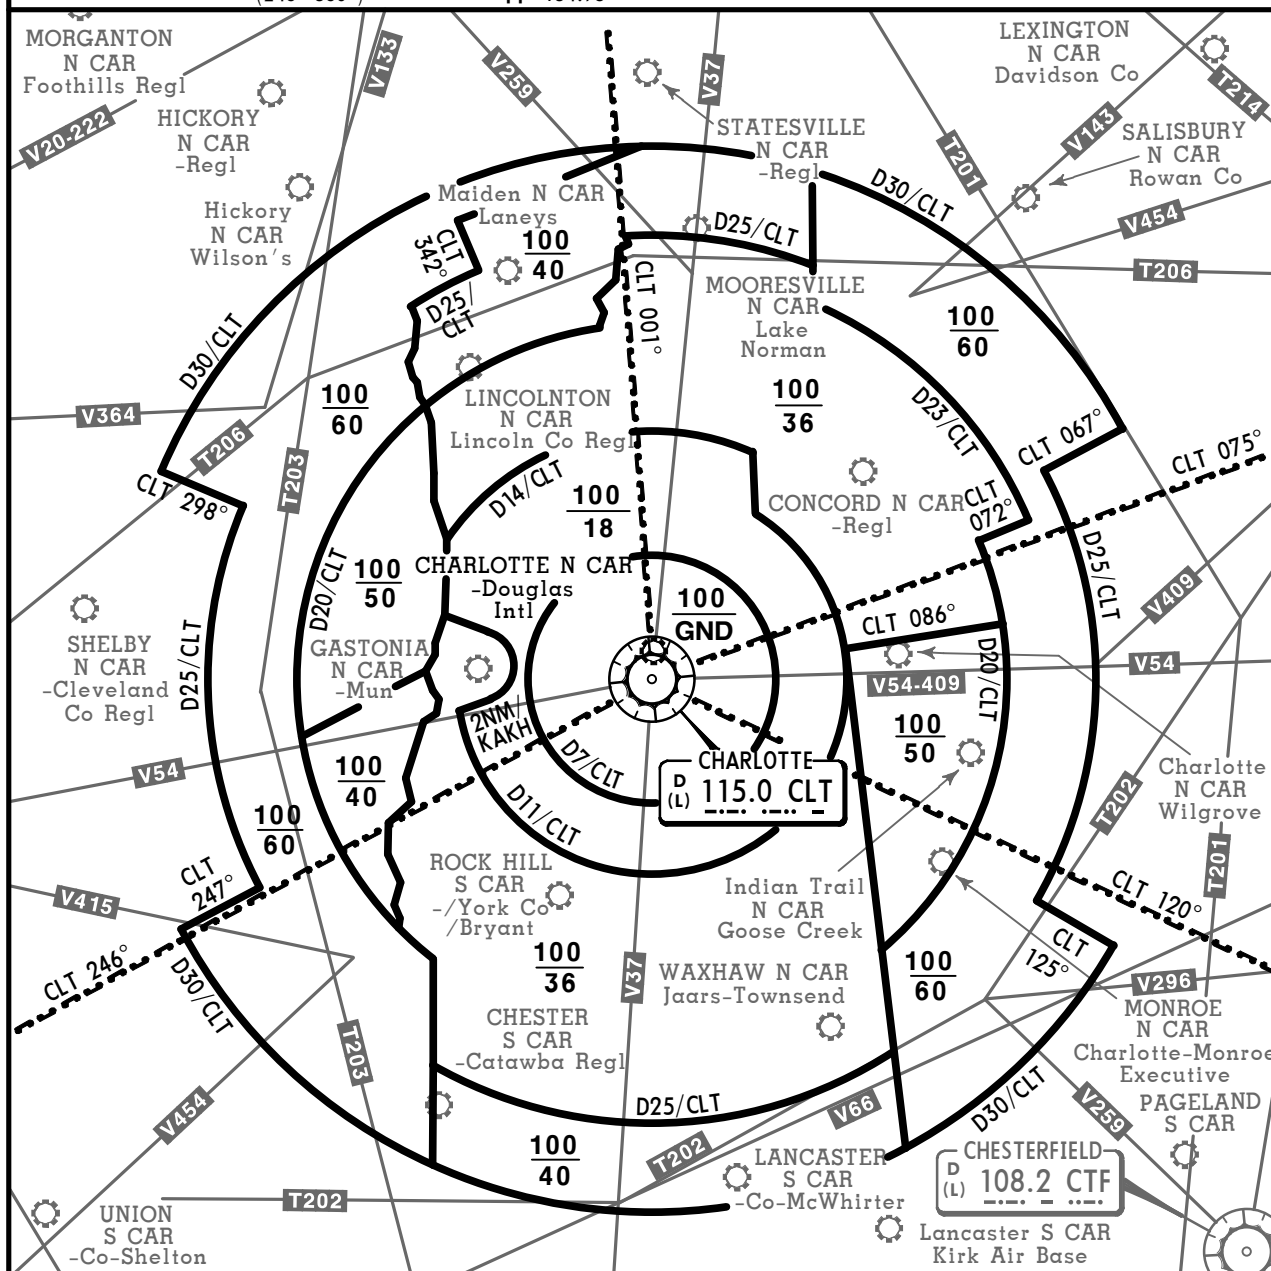 MORGANTON
N CAR
Foothills Regl
V133
V259
V37
LEXINGTON
N CAR
Davidson Co
T214
V20-222
HICKORY
N CAR
-Regl
STATESVILLE
N CAR
-Regl
T201
V143
SALISBURY
N CAR
Rowan Co
Hickory
N CAR
Wilson's
Maiden N CAR
Laneys
D30/CLT
V454
CLT
342°
100
40
D25/CLT
T206
D25/
CLT
CLT 001°
MOORESVILLE
N CAR
Lake
Norman
100
60
D30/CLT
V364
100
60
LINCOLNTON
N CAR
Lincoln Co Regl
100
36
D23/CLT
CLT 067°
CLT 075°
T206
T203
CLT 298°
D14/CLT
100
18
CONCORD N CAR
-Regl
CLT
072°
D20/CLT
100
50
CHARLOTTE N CAR
-Douglas
Intl
100
GND
D25/CLT
V409
CLT 086°
SHELBY
N CAR
-Cleveland
Co Regl
D25/CLT
GASTONIA
N CAR
-Mun
V54-409
D20/CLT
V54
2NM/
KAKH
D7/CLT
100
50
V54
100
40
D11/CLT
CHARLOTTE
D
(L)
115.0 CLT
Charlotte
N CAR
Wilgrove
T202
100
60
CLT
247°
V415
ROCK HILL
S CAR
-/York Co
/Bryant
Indian Trail
N CAR
Goose Creek
T201
CLT 120°
CLT 246°
D30/CLT
100
36
V37
WAXHAW N CAR
Jaars-Townsend
100
60
CLT
125°
V296
CHESTER
S CAR
-Catawba Regl
MONROE
N CAR
Charlotte-Monroe
Executive
T203
V454
D25/CLT
V66
D30/CLT
V259
PAGELAND
S CAR
100
40
T202
LANCASTER
S CAR
-Co-McWhirter
CHESTERFIELD
D
(L)
108.2 CTF
T202
UNION
S CAR
-Co-Shelton
Lancaster S CAR
Kirk Air Base